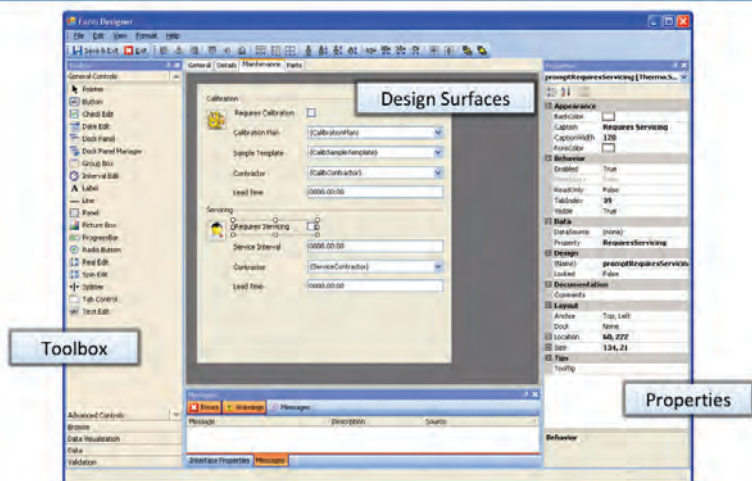 Form Designer
File Edit View Format Help
Save & Exit Exit
Toolbox
General Controls
Pointer
Button
Check Edit
Date Edit
Dock Panel
Dock Panel Manager
Group Box
Interval Edit
Label
Line
Panel
Picture Box
ProgressBar
Radio Button
Real Edit
Spin Edit
Splitter
Tab Control
Text Edit
Toolbox
Advanced Controls
Browse
Data Visualization
Data
Validation
General Details Maintenance Parts
Design Surfaces
Calibration
Requires Calibration
Calibration Plan (CalibrationPlan)
Sample Template (CalibSampleTemplate)
Contractor (CalibContractor)
Lead Time 0000.00:00
Servicing
Requires Servicing
Service Interval 0000.00:00
Contractor (ServiceContractor)
Lead Time 0000.00:00
Messages
Errors Warnings Messages
Message Description Source
Interface Properties Messages
Properties
promptRequiresServicing [Thermo.S...
Appearance
BackColor
Caption Requires Servicing
CaptionWidth 120
ForeColor
Behavior
Enabled True
ReadOnly False
TabIndex 39
Visible True
Data
DataSource (none)
Property RequiresServicing
Design
(Name) promptRequiresServicin
Locked False
Documentation
Comments
Layout
Anchor Top, Left
Dock None
Location 60, 222
Size 134, 21
Tips
Tooltip
Properties
Behavior